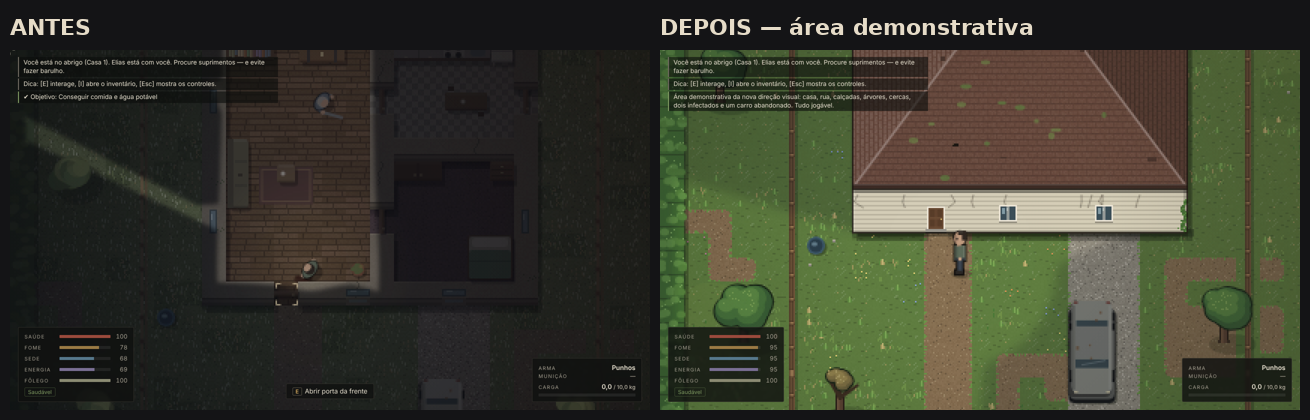 ANTES
Você está no abrigo (Casa 1). Elias está com você. Procure suprimentos — e evite
fazer barulho.
Dica: [E] interage, [I] abre o inventário, [Esc] mostra os controles.
✔ Objetivo: Conseguir comida e água potável
SAÚDE 100
FOME 78
SEDE 68
ENERGIA 69
FÔLEGO 100
Saudável
E Abrir porta da frente
ARMA Punhos
MUNIÇÃO —
CARGA 0,0 / 10,0 kg
DEPOIS — área demonstrativa
Você está no abrigo (Casa 1). Elias está com você. Procure suprimentos — e evite
fazer barulho.
Dica: [E] interage, [I] abre o inventário, [Esc] mostra os controles.
Área demonstrativa da nova direção visual: casa, rua, calçadas, árvores, cercas,
dois infectados e um carro abandonado. Tudo jogável.
SAÚDE 100
FOME 95
SEDE 95
ENERGIA 95
FÔLEGO 100
Saudável
ARMA Punhos
MUNIÇÃO —
CARGA 0,0 / 10,0 kg